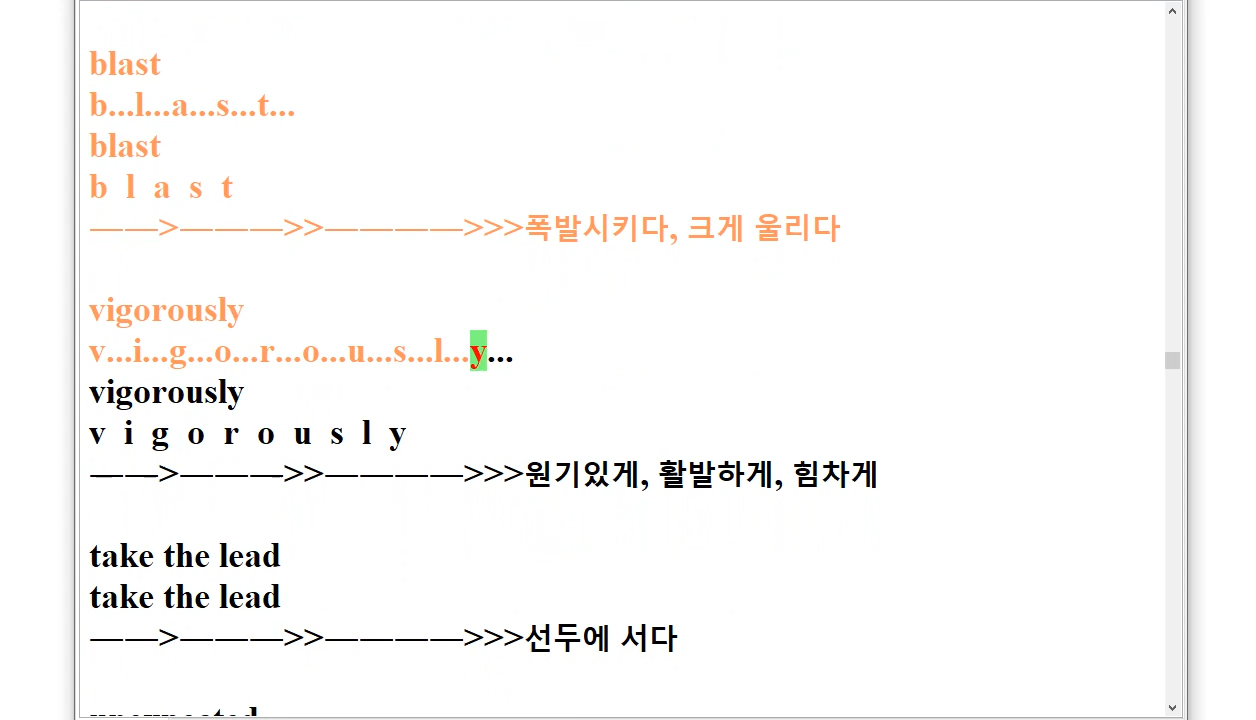 blast
b...l...a...s...t...
blast
b l a s t
——>———>>————>>>폭발시키다, 크게 울리다
vigorously
v...i...g...o...r...o...u...s...l...y...
vigorously
v i g o r o u s l y
——>———>>————>>>원기있게, 활발하게, 힘차게
take the lead
take the lead
——>———>>————>>>선두에 서다